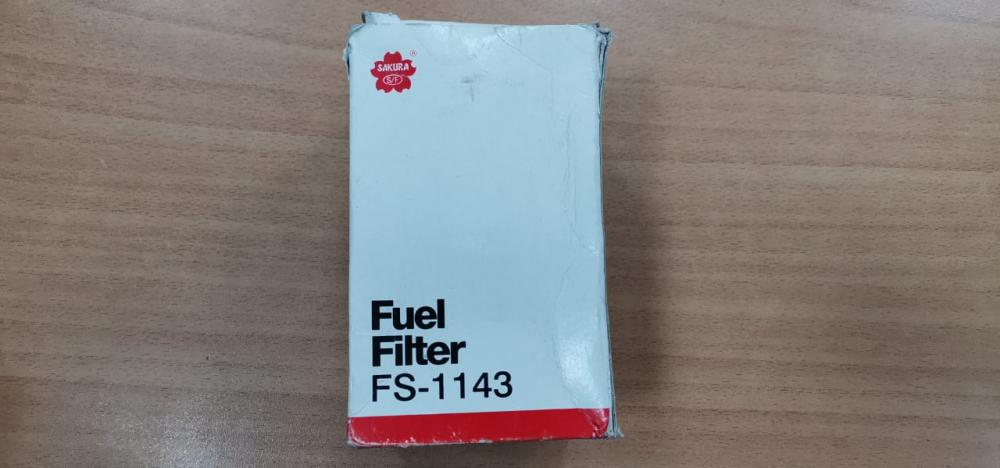 SAKURA
®
S/F
Fuel
Filter
FS-1143